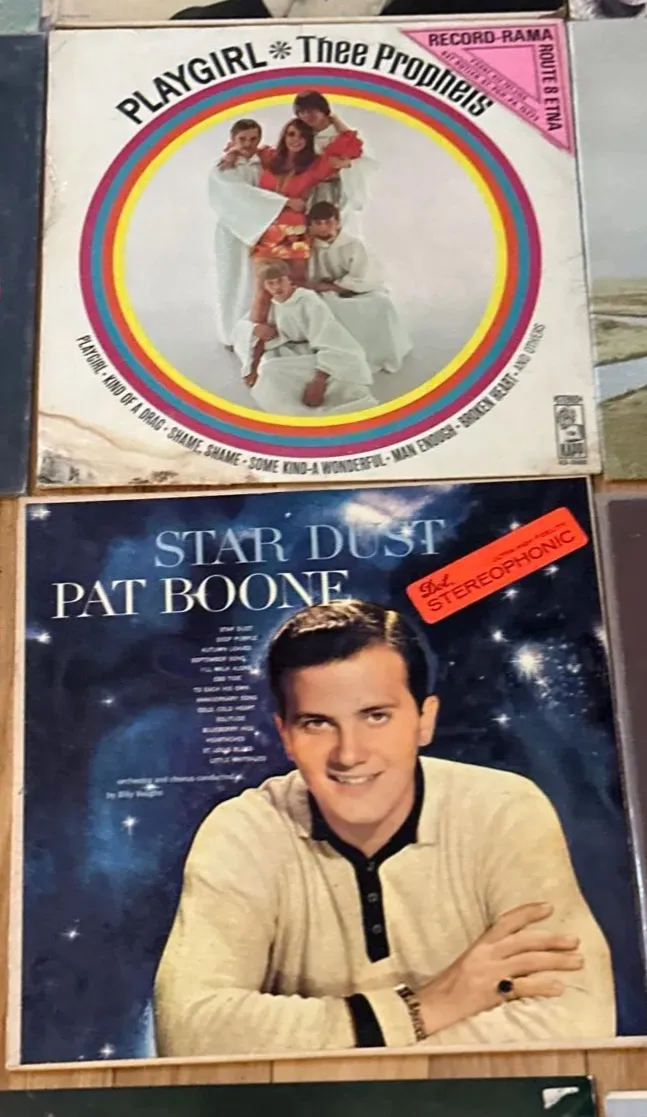 PLAYGIRL * Thee Prophets
RECORD-RAMA
ROUTE 8 ETNA
PLAYGIRL • KIND OF A DRAG • SHAME, SHAME • SOME KIND-A WONDERFUL • MAN ENOUGH • BROKEN HEART • AND OTHERS
STEREO
KAPP
STAR DUST
PAT BOONE
Dot
STEREOPHONIC
STAR DUST
DEEP PURPLE
AUTUMN LEAVES
SEPTEMBER SONG
I'LL WALK ALONE
EBB TIDE
TO EACH HIS OWN
ANNIVERSARY SONG
COLD, COLD HEART
SOLITUDE
BLUEBERRY HILL
HEARTACHES
ST. LOUIS BLUES
LITTLE WHITE LIES
orchestra and chorus conducted
by Billy Vaughn